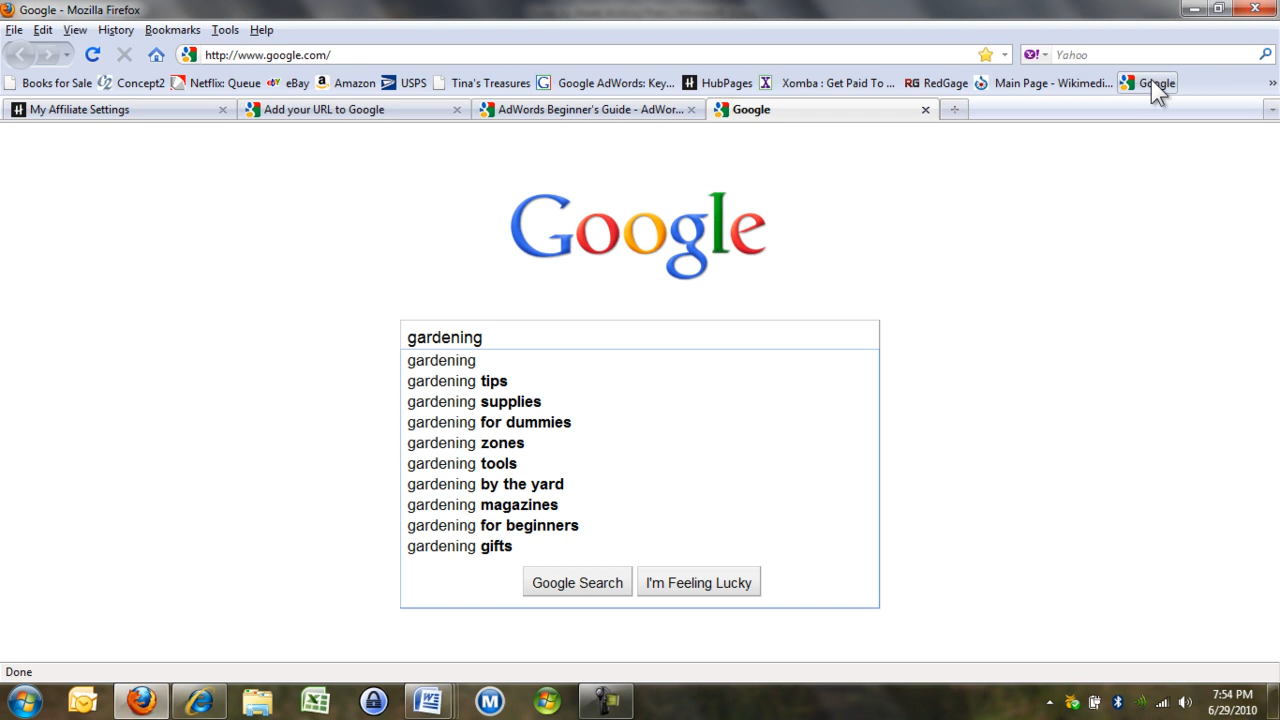 Google - Mozilla Firefox
File Edit View History Bookmarks Tools Help
http://www.google.com/ Yahoo
Books for Sale Concept2 Netflix: Queue eBay Amazon USPS Tina's Treasures Google AdWords: Key... HubPages Xomba : Get Paid To ... RedGage Main Page - Wikimedi... Google »
My Affiliate Settings Add your URL to Google AdWords Beginner's Guide - AdWor... Google
Google
gardening
gardening
gardening tips
gardening supplies
gardening for dummies
gardening zones
gardening tools
gardening by the yard
gardening magazines
gardening for beginners
gardening gifts
Google Search I'm Feeling Lucky
Done
7:54 PM
6/29/2010